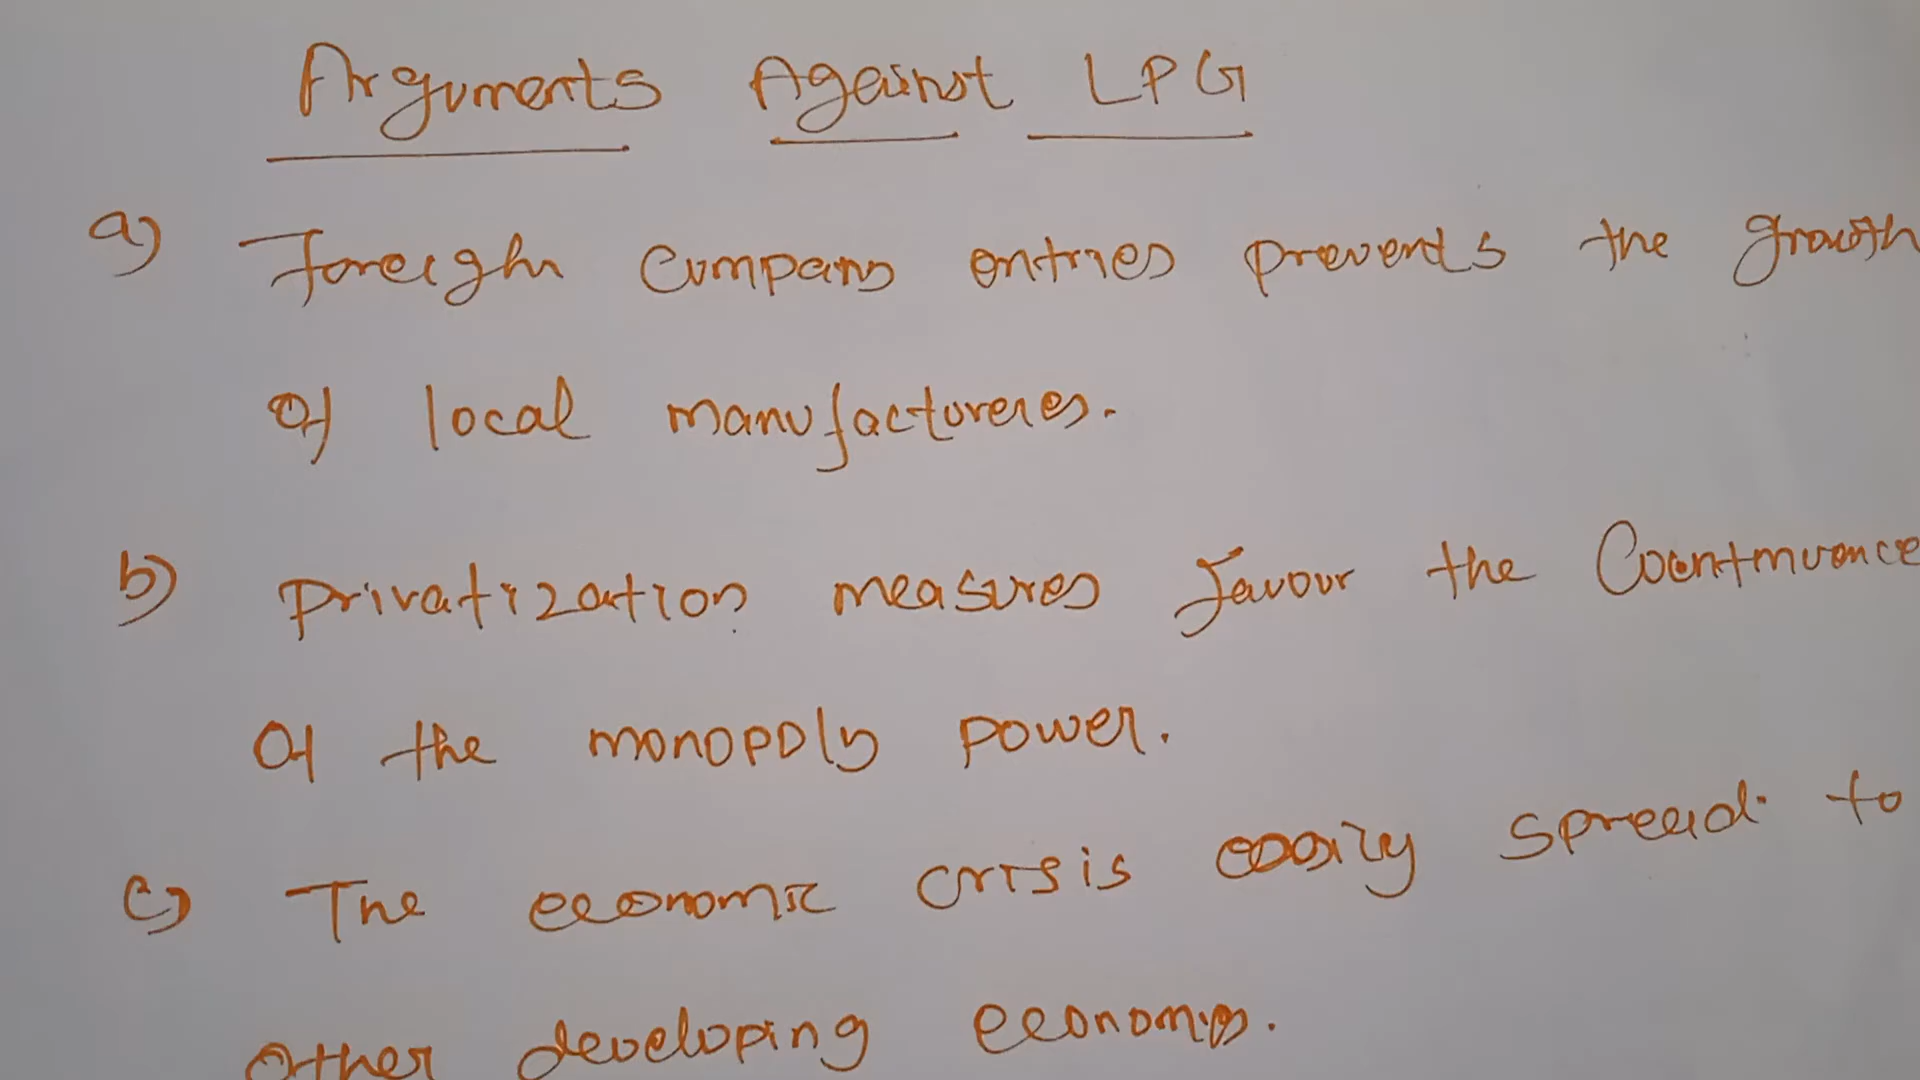 Arguments Against LPG
a) Foreign Company entries prevents the growth
of local manufactureres.
b) Privatization measures favour the Countinuance
of the monopoly power.
c) The economic crisis easily spread to
other developing economies.